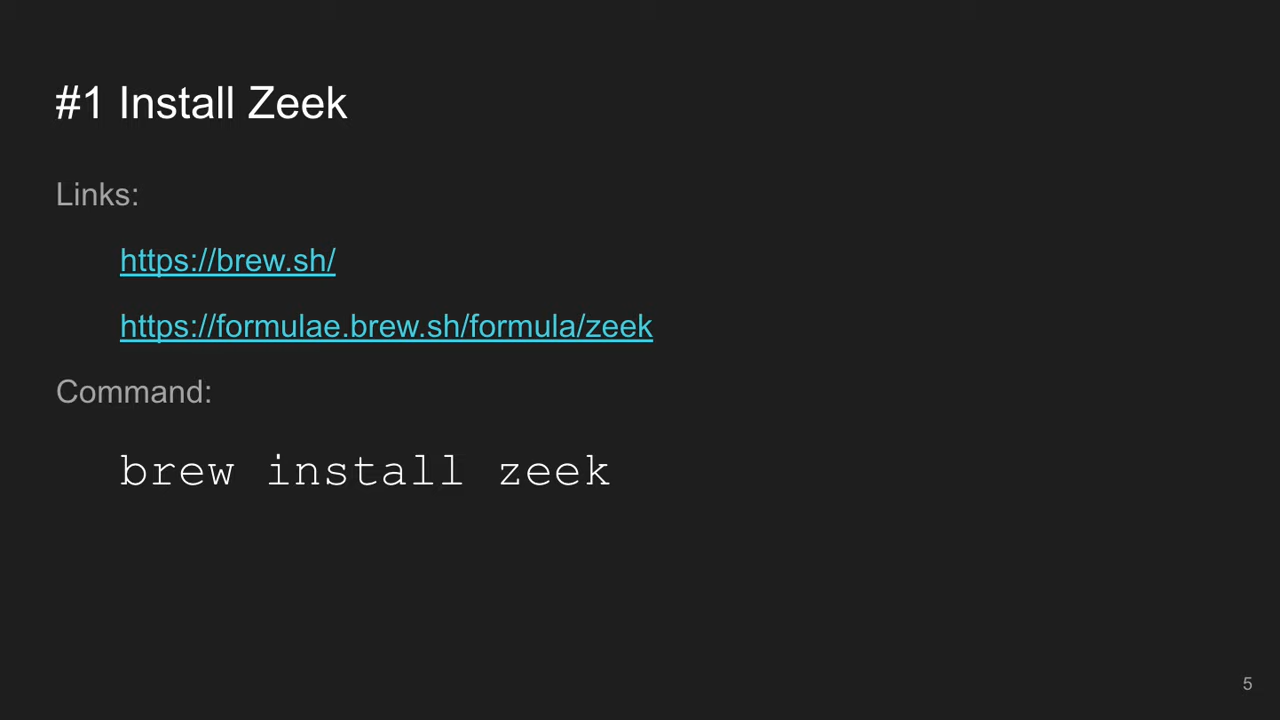 #1 Install Zeek
Links:
https://brew.sh/
https://formulae.brew.sh/formula/zeek
Command:
brew install zeek
5